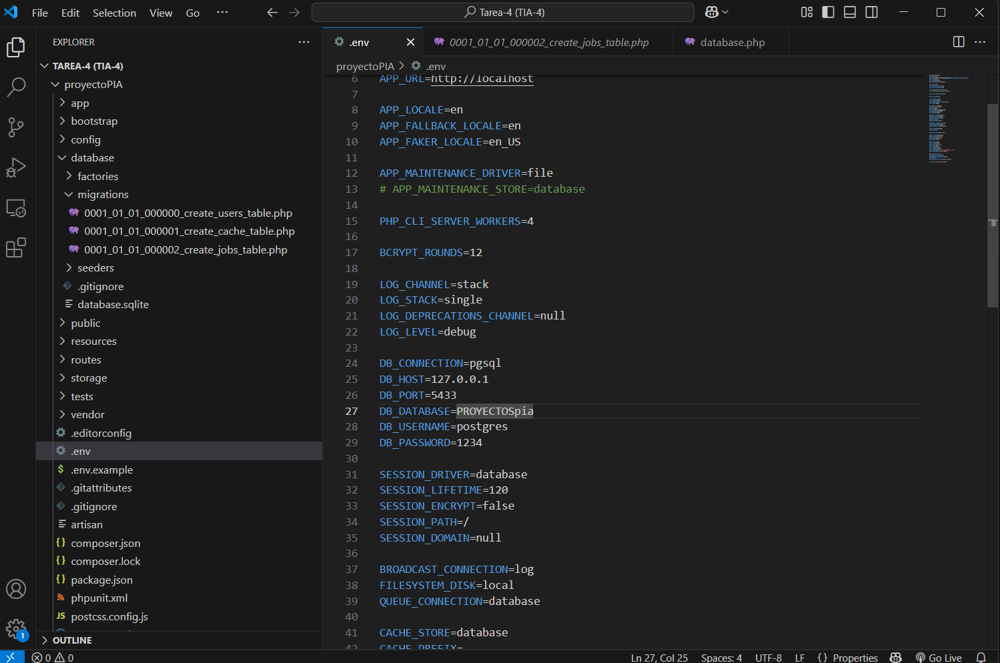 File Edit Selection View Go ···
Tarea-4 (TIA-4)
EXPLORER
TAREA-4 (TIA-4)
proyectoPIA
app
bootstrap
config
database
factories
migrations
0001_01_01_000000_create_users_table.php
0001_01_01_000001_create_cache_table.php
0001_01_01_000002_create_jobs_table.php
seeders
.gitignore
database.sqlite
public
resources
routes
storage
tests
vendor
.editorconfig
.env
.env.example
.gitattributes
.gitignore
artisan
composer.json
composer.lock
package.json
phpunit.xml
JS postcss.config.js
OUTLINE
1
.env
0001_01_01_000002_create_jobs_table.php
database.php
proyectoPIA > .env
6 APP_URL=http://localhost
7
8 APP_LOCALE=en
9 APP_FALLBACK_LOCALE=en
10 APP_FAKER_LOCALE=en_US
11
12 APP_MAINTENANCE_DRIVER=file
13 # APP_MAINTENANCE_STORE=database
14
15 PHP_CLI_SERVER_WORKERS=4
16
17 BCRYPT_ROUNDS=12
18
19 LOG_CHANNEL=stack
20 LOG_STACK=single
21 LOG_DEPRECATIONS_CHANNEL=null
22 LOG_LEVEL=debug
23
24 DB_CONNECTION=pgsql
25 DB_HOST=127.0.0.1
26 DB_PORT=5433
27 DB_DATABASE=PROYECTOSpia
28 DB_USERNAME=postgres
29 DB_PASSWORD=1234
30
31 SESSION_DRIVER=database
32 SESSION_LIFETIME=120
33 SESSION_ENCRYPT=false
34 SESSION_PATH=/
35 SESSION_DOMAIN=null
36
37 BROADCAST_CONNECTION=log
38 FILESYSTEM_DISK=local
39 QUEUE_CONNECTION=database
40
41 CACHE_STORE=database
42 CACHE_PREFIX=
0 0
Ln 27, Col 25 Spaces: 4 UTF-8 LF {} Properties Go Live